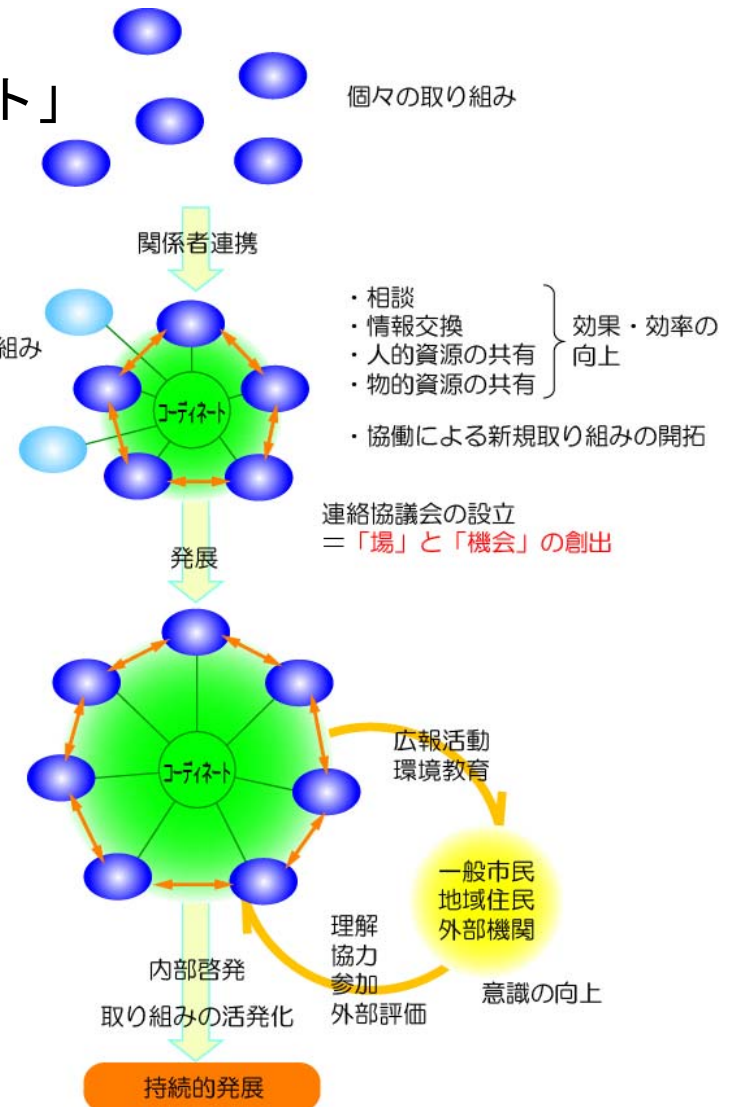 ト」
個々の取り組み
関係者連携
組み
・相談
・情報交換
・人的資源の共有
・物的資源の共有
効果・効率の
向上
コーディネート
・協働による新規取り組みの開拓
連絡協議会の設立
＝「場」と「機会」の創出
発展
コーディネート
広報活動
環境教育
一般市民
地域住民
外部機関
理解
協力
参加
外部評価
意識の向上
内部啓発
取り組みの活発化
持続的発展